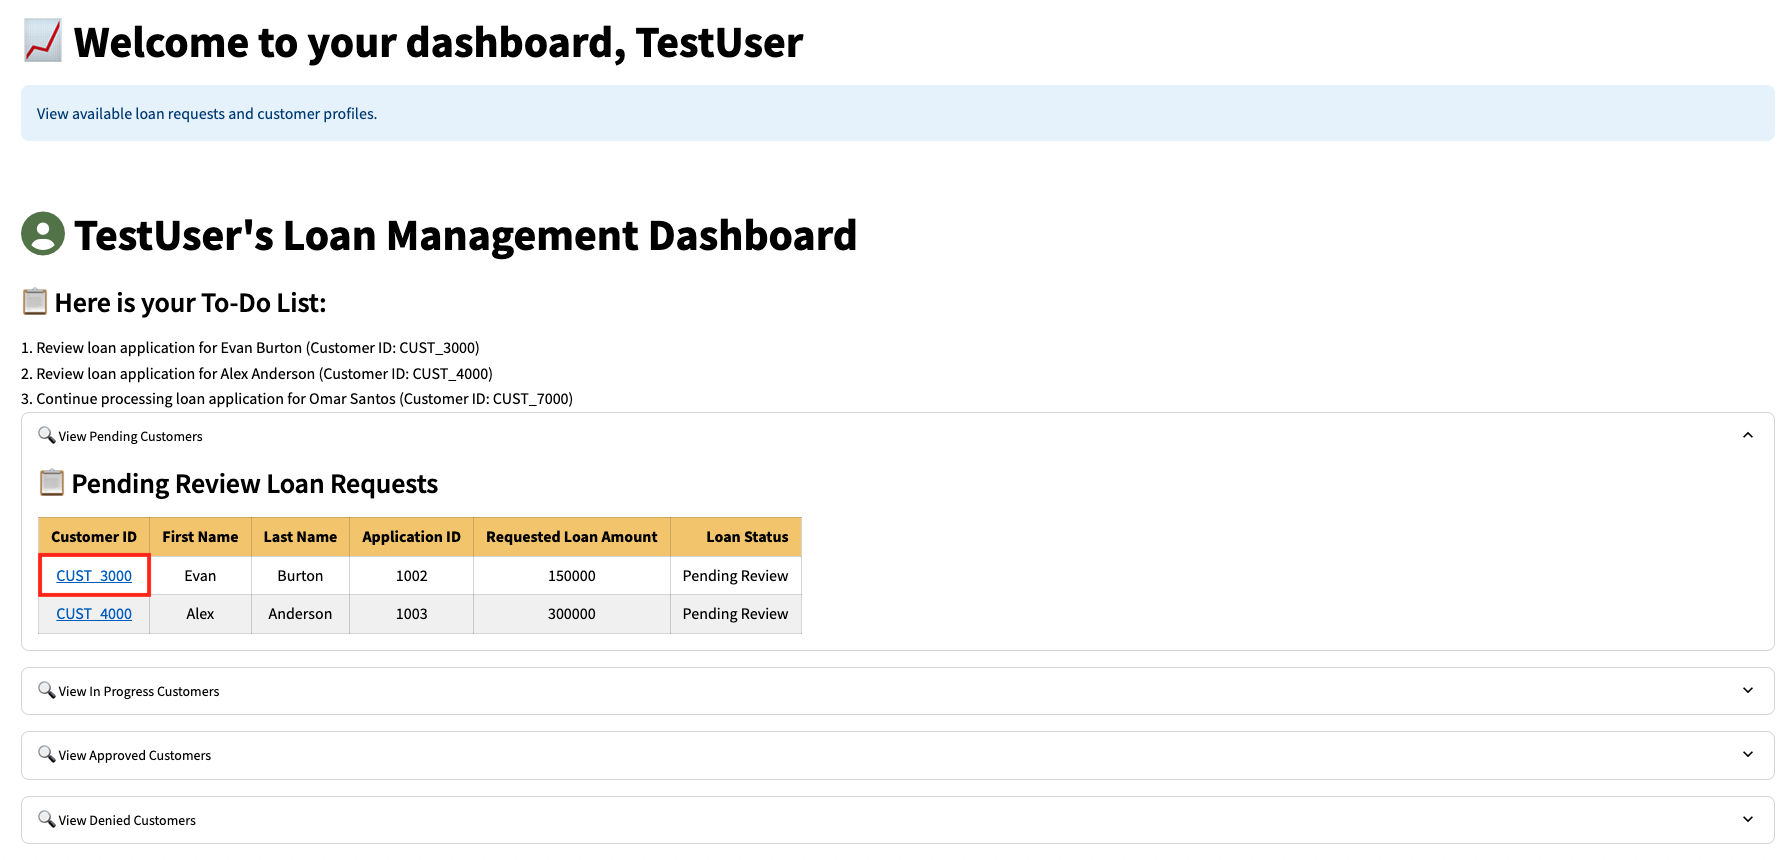 Welcome to your dashboard, TestUser
View available loan requests and customer profiles.
TestUser's Loan Management Dashboard
Here is your To-Do List:
1. Review loan application for Evan Burton (Customer ID: CUST_3000)
2. Review loan application for Alex Anderson (Customer ID: CUST_4000)
3. Continue processing loan application for Omar Santos (Customer ID: CUST_7000)
View Pending Customers
Pending Review Loan Requests
Customer ID First Name Last Name Application ID Requested Loan Amount Loan Status
CUST_3000 Evan Burton 1002 150000 Pending Review
CUST_4000 Alex Anderson 1003 300000 Pending Review
View In Progress Customers
View Approved Customers
View Denied Customers